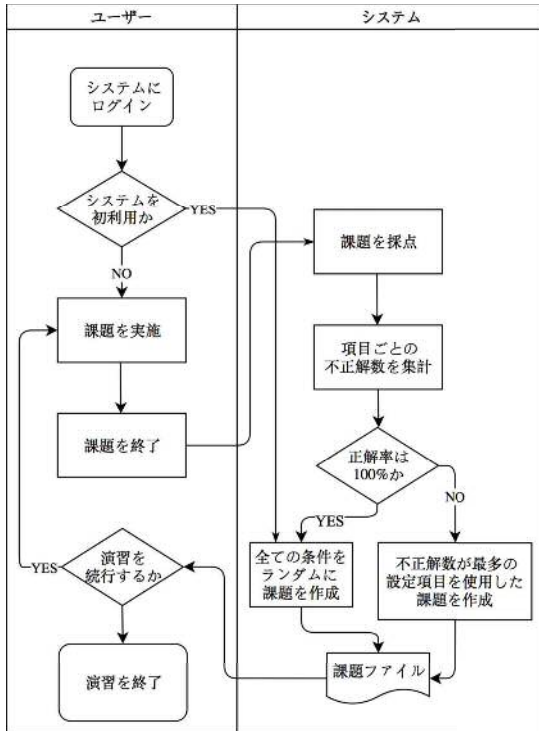 ユーザー
システム
システムに
ログイン
システムを
初利用か
YES
NO
課題を実施
課題を終了
課題を採点
項目ごとの
不正解数を集計
正解率は
100%か
YES
NO
全ての条件を
ランダムに
課題を作成
不正解数が最多の
設定項目を使用した
課題を作成
課題ファイル
演習を
続行するか
YES
演習を終了